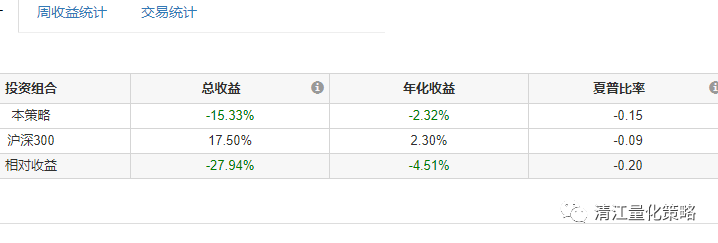 周收益统计 交易统计
投资组合 总收益 年化收益 夏普比率
本策略 -15.33% -2.32% -0.15
沪深300 17.50% 2.30% -0.09
相对收益 -27.94% -4.51% -0.20
清江量化策略